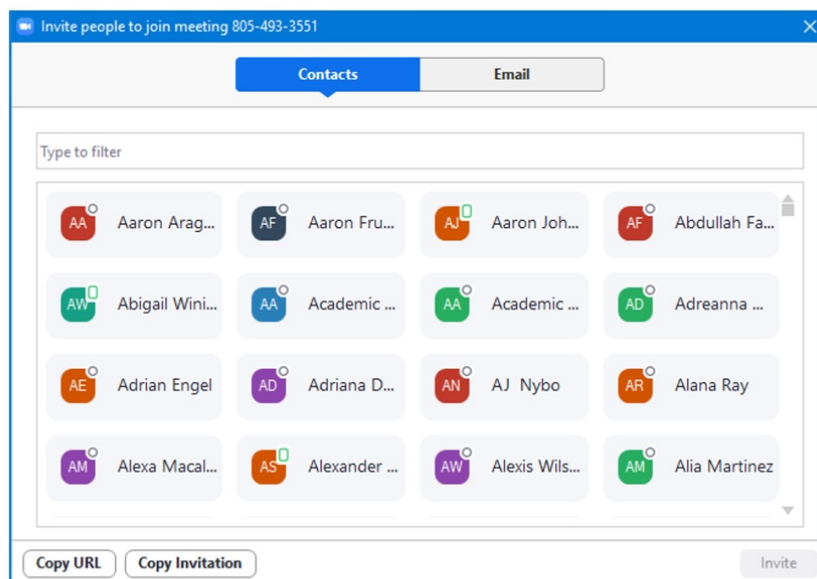 Invite people to join meeting 805-493-3551
Contacts Email
Type to filter
AA Aaron Arag... AF Aaron Fru... AJ Aaron Joh... AF Abdullah Fa...
AW Abigail Wini... AA Academic ... AA Academic ... AD Adreanna ...
AE Adrian Engel AD Adriana D... AN AJ Nybo AR Alana Ray
AM Alexa Macal... AS Alexander ... AW Alexis Wils... AM Alia Martinez
Copy URL Copy Invitation Invite